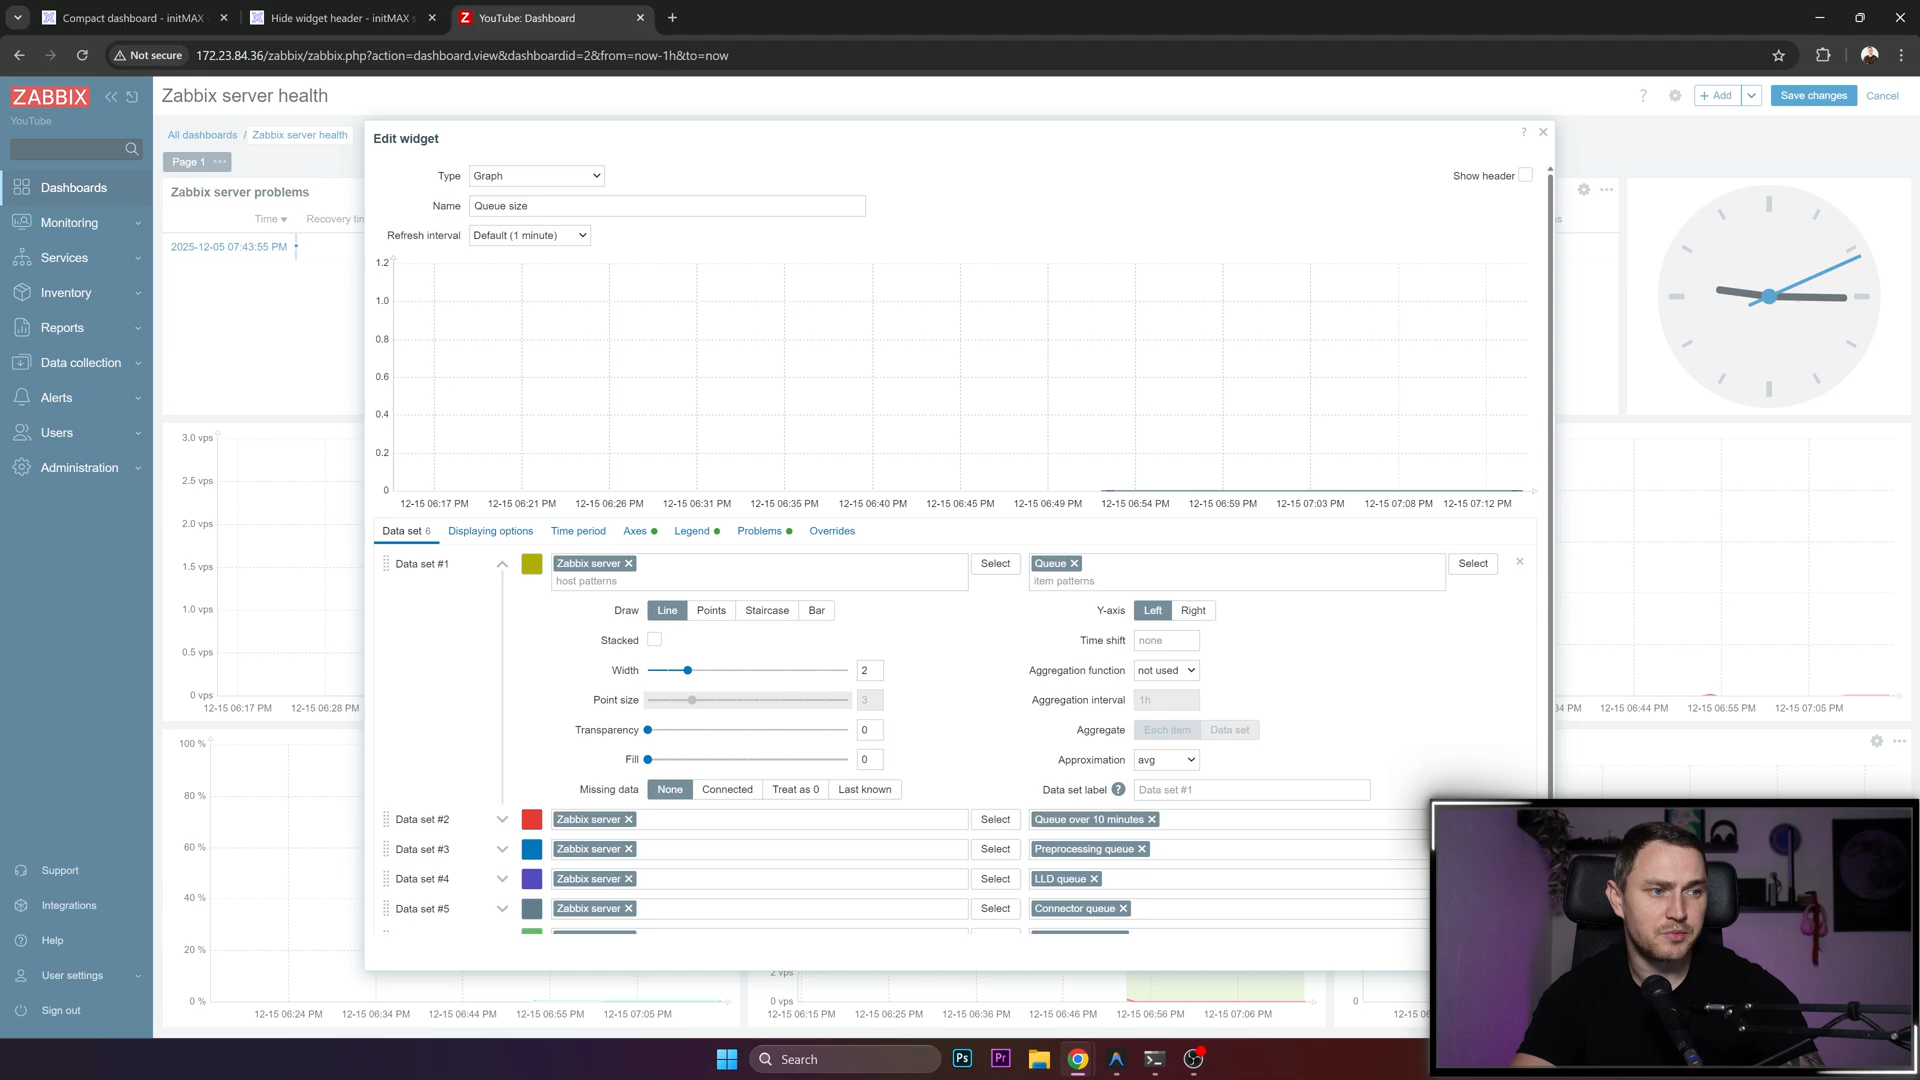 Compact dashboard - initMAX
Hide widget header - initMAX s
YouTube: Dashboard
Not secure
172.23.84.36/zabbix/zabbix.php?action=dashboard.view&dashboardid=2&from=now-1h&to=now
ZABBIX
YouTube
Dashboards
Monitoring
Services
Inventory
Reports
Data collection
Alerts
Users
Administration
Support
Integrations
Help
User settings
Sign out
Zabbix server health
? + Add Save changes Cancel
All dashboards / Zabbix server health
Page 1
Zabbix server problems
Time Recovery tim
2025-12-05 07:43:55 PM
3.0 vps
2.5 vps
2.0 vps
1.5 vps
1.0 vps
0.5 vps
0 vps
12-15 06:17 PM 12-15 06:28 PM
100 %
80 %
60 %
40 %
20 %
0 %
12-15 06:24 PM 12-15 06:34 PM 12-15 06:44 PM 12-15 06:55 PM 12-15 07:05 PM
Edit widget
?
Type Graph Show header
Name Queue size
Refresh interval Default (1 minute)
1.2
1.0
0.8
0.6
0.4
0.2
0
12-15 06:17 PM 12-15 06:21 PM 12-15 06:26 PM 12-15 06:31 PM 12-15 06:35 PM 12-15 06:40 PM 12-15 06:45 PM 12-15 06:49 PM 12-15 06:54 PM 12-15 06:59 PM 12-15 07:03 PM 12-15 07:08 PM 12-15 07:12 PM
Data set 6 Displaying options Time period Axes Legend Problems Overrides
Data set #1 Zabbix server Select Queue Select
host patterns item patterns
Draw Line Points Staircase Bar Y-axis Left Right
Stacked Time shift none
Width 2 Aggregation function not used
Point size 3 Aggregation interval 1h
Transparency 0 Aggregate Each item Data set
Fill 0 Approximation avg
Missing data None Connected Treat as 0 Last known Data set label ? Data set #1
Data set #2 Zabbix server Select Queue over 10 minutes
Data set #3 Zabbix server Select Preprocessing queue
Data set #4 Zabbix server Select LLD queue
Data set #5 Zabbix server Select Connector queue
34 PM 12-15 06:44 PM 12-15 06:55 PM 12-15 07:05 PM
2 vps
0 vps
12-15 06:15 PM 12-15 06:25 PM 12-15 06:36 PM 12-15 06:46 PM 12-15 06:56 PM 12-15 07:06 PM
0
12-15 06
Search
Ps
Pr